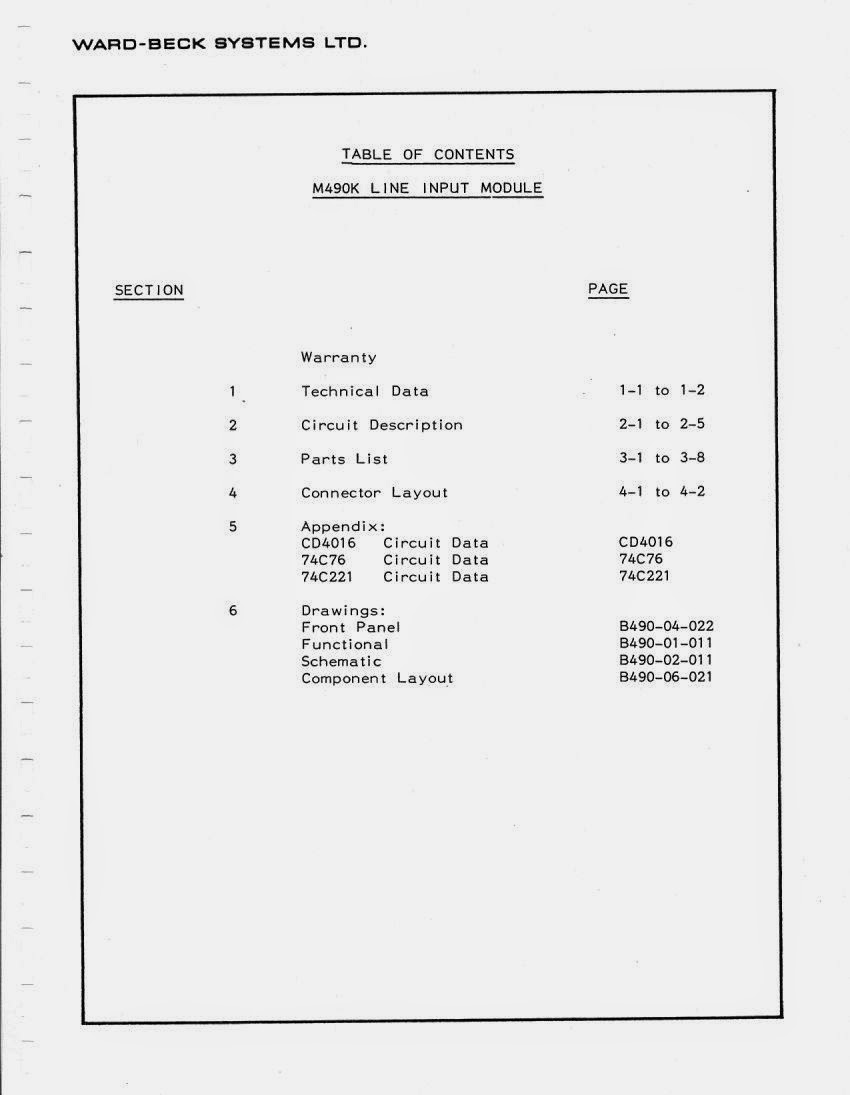 WARD-BECK SYSTEMS LTD.
TABLE OF CONTENTS
M490K LINE INPUT MODULE
SECTION PAGE
Warranty
1 Technical Data 1-1 to 1-2
2 Circuit Description 2-1 to 2-5
3 Parts List 3-1 to 3-8
4 Connector Layout 4-1 to 4-2
5 Appendix:
CD4016 Circuit Data CD4016
74C76 Circuit Data 74C76
74C221 Circuit Data 74C221
6 Drawings:
Front Panel B490-04-022
Functional B490-01-011
Schematic B490-02-011
Component Layout B490-06-021